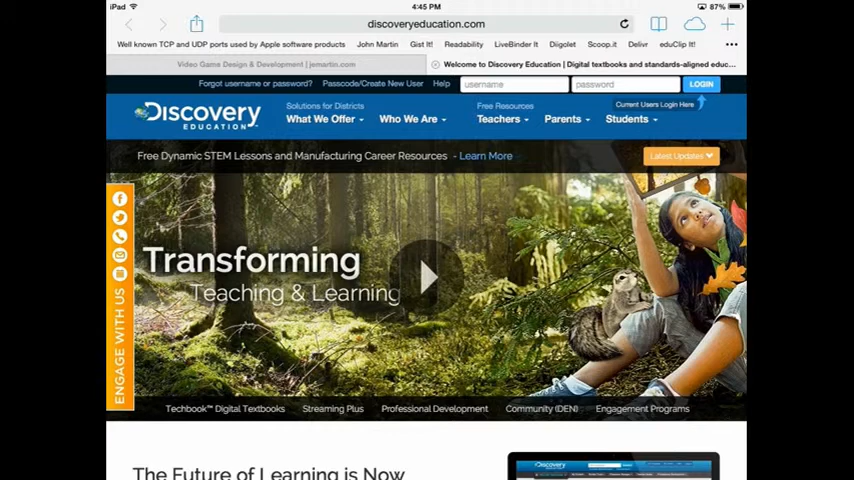 iPad 4:45 PM 87%
discoveryeducation.com
Well known TCP and UDP ports used by Apple software products John Martin Gist It! Readability LiveBinder It Diigolet Scoop.it Delivr eduClip It!
Video Game Design & Development | jemartin.com Welcome to Discovery Education | Digital textbooks and standards-aligned educ...
Forgot username or password? Passcode/Create New User Help username password LOGIN
Solutions for Districts Free Resources Current Users Login Here
Discovery What We Offer Who We Are Teachers Parents Students
EDUCATION
Free Dynamic STEM Lessons and Manufacturing Career Resources - Learn More Latest Updates
Transforming
Teaching & Learning
ENGAGE WITH US
Techbook™ Digital Textbooks Streaming Plus Professional Development Community (DEN) Engagement Programs
The Future of Learning is Now
Discovery